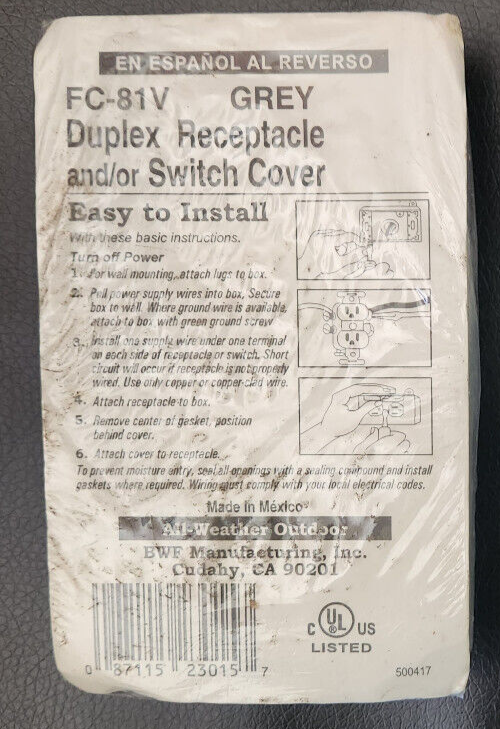 EN ESPAÑOL AL REVERSO
FC-81V GREY
Duplex Receptacle
and/or Switch Cover
Easy to Install
With these basic instructions.
Turn off Power
1. For wall mounting, attach lugs to box.
2. Pull power supply wires into box, Secure
box to wall. Where ground wire is available,
attach to box with green ground screw
3. Install one supply wire under one terminal
on each side of receptacle or switch. Short
circuit will occur if receptacle is not properly
wired. Use only copper or copper-clad wire.
4. Attach receptacle to box.
5. Remove center of gasket, position
behind cover.
6. Attach cover to receptacle.
To prevent moisture entry, seal all openings with a sealing compound and install
gaskets where required. Wiring must comply with your local electrical codes.
Made in México
All-Weather Outdoor
BWF Manufacturing, Inc.
Cudahy, CA 90201
0 87115 23015 7
C UL ® US
LISTED
500417